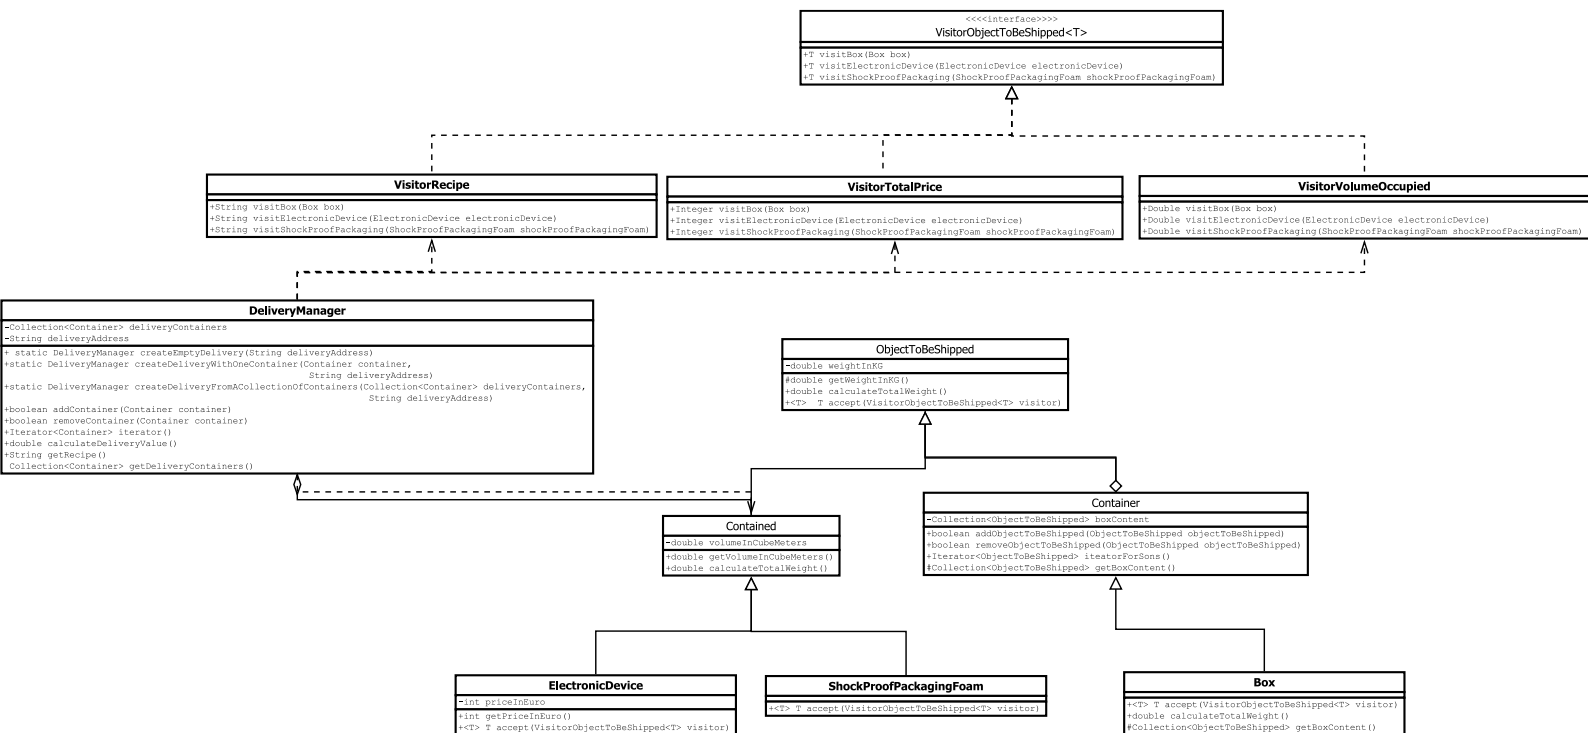 <<<<interface>>>>
VisitorObjectToBeShipped<T>
+T visitBox(Box box)
+T visitElectronicDevice(ElectronicDevice electronicDevice)
+T visitShockProofPackaging(ShockProofPackagingFoam shockProofPackagingFoam)
VisitorRecipe
+String visitBox(Box box)
+String visitElectronicDevice(ElectronicDevice electronicDevice)
+String visitShockProofPackaging(ShockProofPackagingFoam shockProofPackagingFoam)
VisitorTotalPrice
+Integer visitBox(Box box)
+Integer visitElectronicDevice(ElectronicDevice electronicDevice)
+Integer visitShockProofPackaging(ShockProofPackagingFoam shockProofPackagingFoam)
VisitorVolumeOccupied
+Double visitBox(Box box)
+Double visitElectronicDevice(ElectronicDevice electronicDevice)
+Double visitShockProofPackaging(ShockProofPackagingFoam shockProofPackagingFoam)
DeliveryManager
-Collection<Container> deliveryContainers
-String deliveryAddress
+ static DeliveryManager createEmptyDelivery(String deliveryAddress)
+static DeliveryManager createDeliveryWithOneContainer(Container container,
String deliveryAddress)
+static DeliveryManager createDeliveryFromACollectionOfContainers(Collection<Container> deliveryContainers,
String deliveryAddress)
+boolean addContainer(Container container)
+boolean removeContainer(Container container)
+Iterator<Container> iterator()
+double calculateDeliveryValue()
+String getRecipe()
Collection<Container> getDeliveryContainers()
ObjectToBeShipped
-double weightInKG
#double getWeightInKG()
+double calculateTotalWeight()
+<T> T accept(VisitorObjectToBeShipped<T> visitor)
Contained
-double volumeInCubeMeters
+double getVolumeInCubeMeters()
+double calculateTotalWeight()
Container
-Collection<ObjectToBeShipped> boxContent
+boolean addObjectToBeShipped(ObjectToBeShipped objectToBeShipped)
+boolean removeObjectToBeShipped(ObjectToBeShipped objectToBeShipped)
+Iterator<ObjectToBeShipped> iteatorForSons()
#Collection<ObjectToBeShipped> getBoxContent()
ElectronicDevice
-int priceInEuro
+int getPriceInEuro()
+<T> T accept(VisitorObjectToBeShipped<T> visitor)
ShockProofPackagingFoam
+<T> T accept(VisitorObjectToBeShipped<T> visitor)
Box
+<T> T accept(VisitorObjectToBeShipped<T> visitor)
+double calculateTotalWeight()
#Collection<ObjectToBeShipped> getBoxContent()